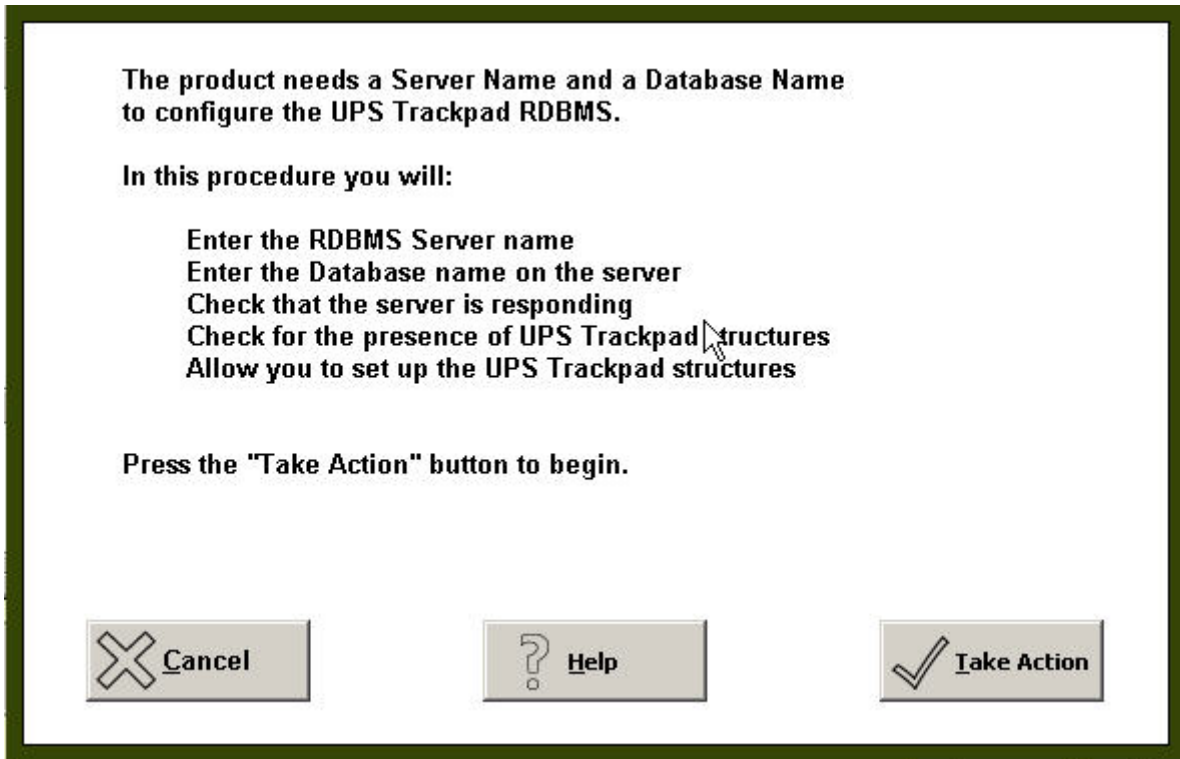 The product needs a Server Name and a Database Name
to configure the UPS Trackpad RDBMS.
In this procedure you will:
Enter the RDBMS Server name
Enter the Database name on the server
Check that the server is responding
Check for the presence of UPS Trackpad structures
Allow you to set up the UPS Trackpad structures
Press the "Take Action" button to begin.
Cancel
Help
Take Action